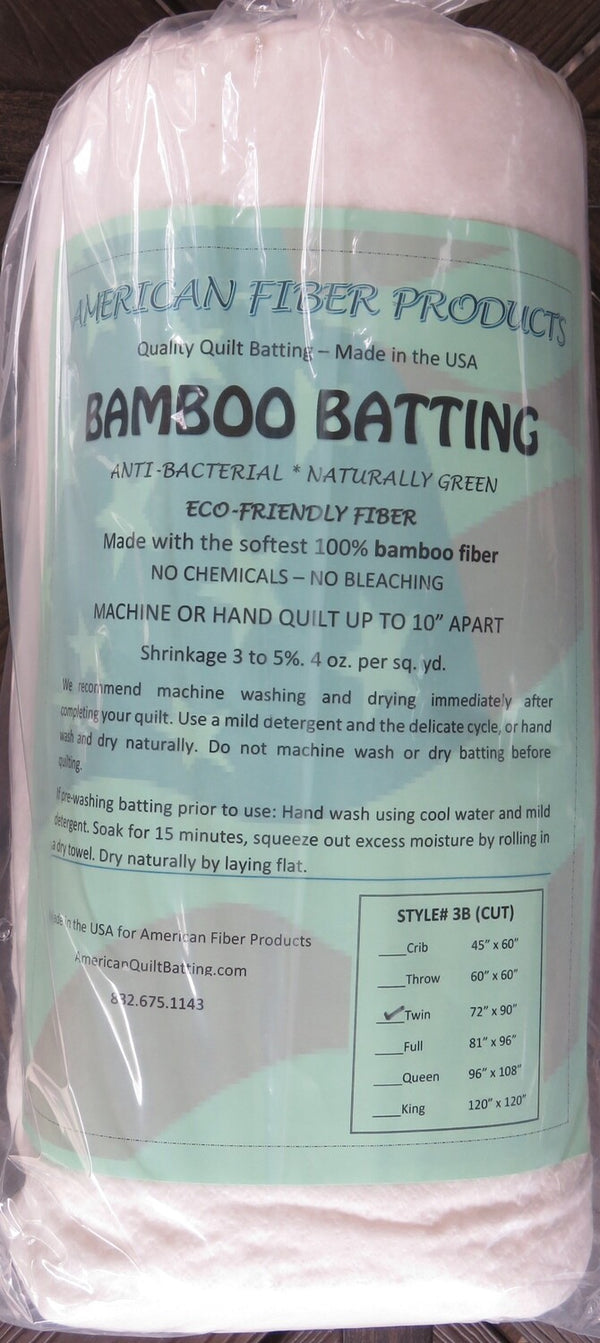 AMERICAN FIBER PRODUCTS
Quality Quilt Batting – Made in the USA
BAMBOO BATTING
ANTI-BACTERIAL * NATURALLY GREEN
ECO-FRIENDLY FIBER
Made with the softest 100% bamboo fiber
NO CHEMICALS – NO BLEACHING
MACHINE OR HAND QUILT UP TO 10” APART
Shrinkage 3 to 5%. 4 oz. per sq. yd.
We recommend machine washing and drying immediately after
completing your quilt. Use a mild detergent and the delicate cycle, or hand
wash and dry naturally. Do not machine wash or dry batting before
quilting.
If pre-washing batting prior to use: Hand wash using cool water and mild
detergent. Soak for 15 minutes, squeeze out excess moisture by rolling in
a dry towel. Dry naturally by laying flat.
Made in the USA for American Fiber Products
AmericanQuiltBatting.com
832.675.1143
STYLE# 3B (CUT)
____Crib 45” x 60”
____Throw 60” x 60”
✓Twin 72” x 90”
____Full 81” x 96”
____Queen 96” x 108”
____King 120” x 120”